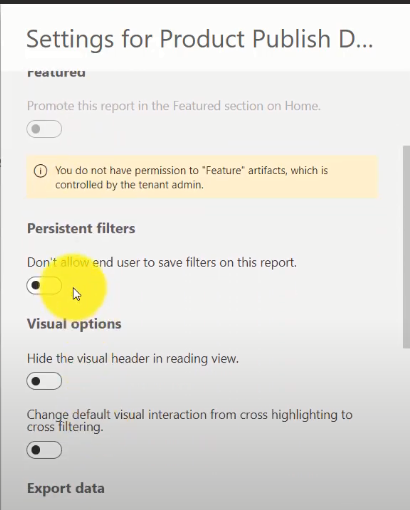 Settings for Product Publish D...
Featured
Promote this report in the Featured section on Home.
You do not have permission to "Feature" artifacts, which is
controlled by the tenant admin.
Persistent filters
Don't allow end user to save filters on this report.
Visual options
Hide the visual header in reading view.
Change default visual interaction from cross highlighting to
cross filtering.
Export data